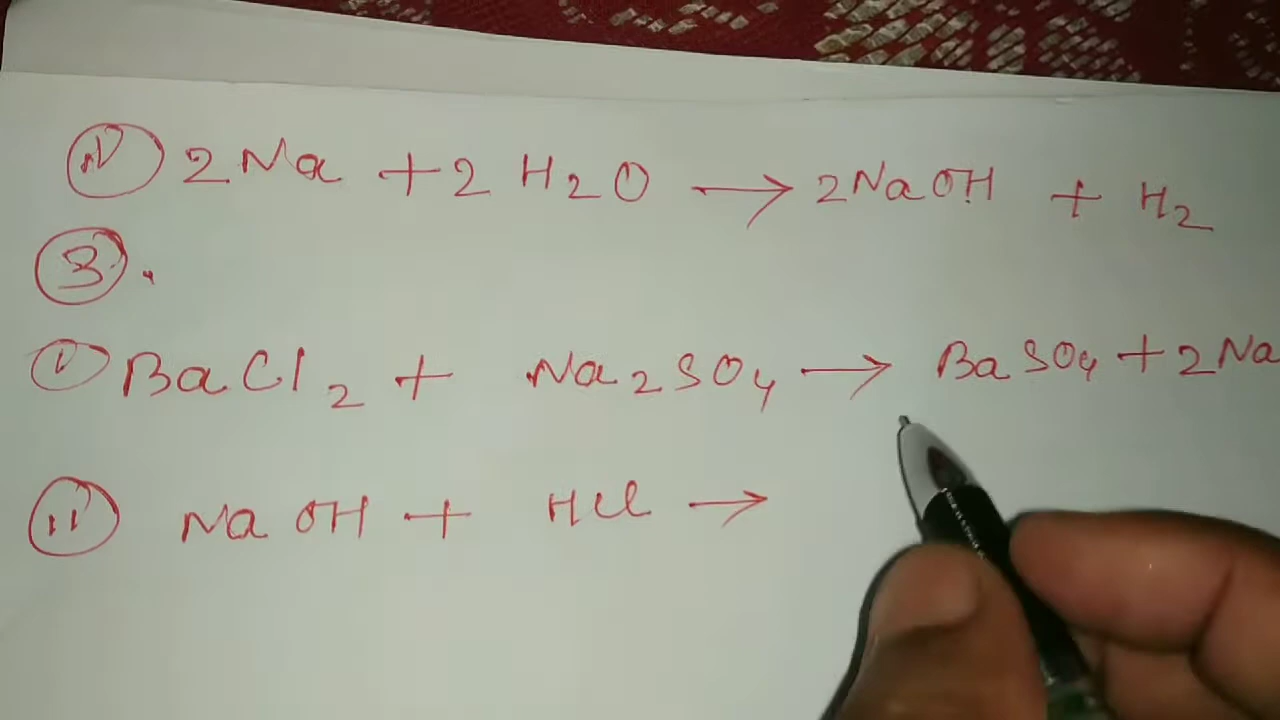 iv 2Na + 2H2O → 2NaOH + H2
3.
i BaCl2 + Na2SO4 → BaSO4 + 2Na
ii NaOH + HCl →